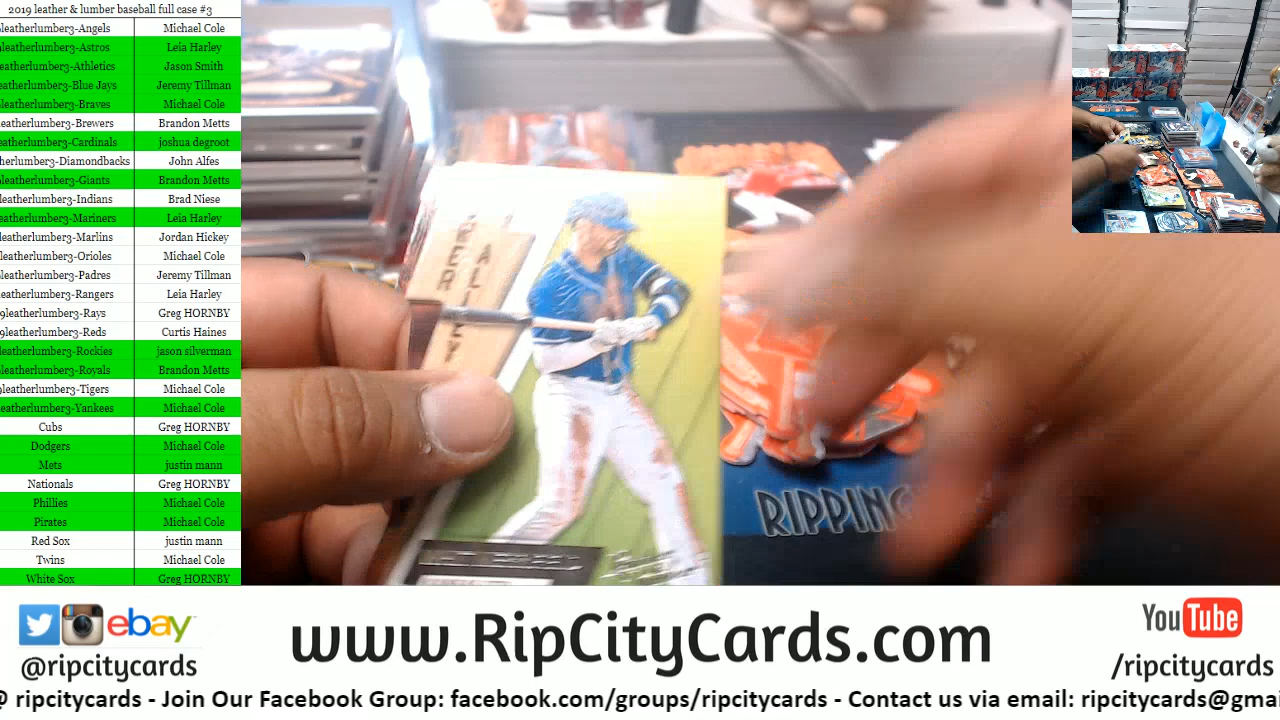 2019 leather & lumber baseball full case #3
leatherlumber3-Angels Michael Cole
leatherlumber3-Astros Leia Harley
leatherlumber3-Athletics Jason Smith
eatherlumber3-Blue Jays Jeremy Tillman
leatherlumber3-Braves Michael Cole
eatherlumber3-Brewers Brandon Metts
leatherlumber3-Cardinals joshua degroot
herlumber3-Diamondbacks John Alfes
leatherlumber3-Giants Brandon Metts
leatherlumber3-Indians Brad Niese
leatherlumber3-Mariners Leia Harley
leatherlumber3-Marlins Jordan Hickey
leatherlumber3-Orioles Michael Cole
leatherlumber3-Padres Jeremy Tillman
leatherlumber3-Rangers Leia Harley
9leatherlumber3-Rays Greg HORNBY
9leatherlumber3-Reds Curtis Haines
leatherlumber3-Rockies jason silverman
leatherlumber3-Royals Brandon Metts
9leatherlumber3-Tigers Michael Cole
eatherlumber3-Yankees Michael Cole
Cubs Greg HORNBY
Dodgers Michael Cole
Mets justin mann
Nationals Greg HORNBY
Phillies Michael Cole
Pirates Michael Cole
Red Sox justin mann
Twins Michael Cole
White Sox Greg HORNBY
RIPPING
ebay
@ripcitycards
www.RipCityCards.com
YouTube
/ripcitycards
@ ripcitycards - Join Our Facebook Group: facebook.com/groups/ripcitycards - Contact us via email: ripcitycards@gmai